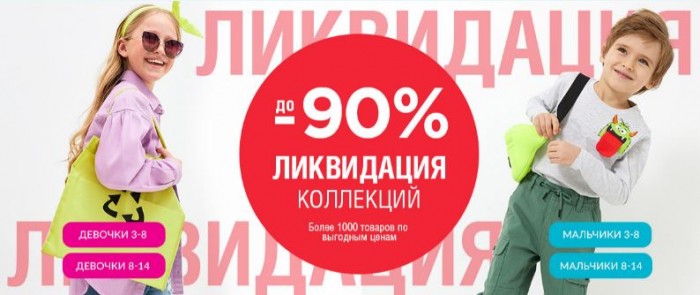 ЛИКВИДАЦИЯ
ДО
-90%
ЛИКВИДАЦИЯ
КОЛЛЕКЦИЙ
Более 1000 товаров по
выгодным ценам
ЛИКВИДАЦИЯ
ДЕВОЧКИ 3-8
ДЕВОЧКИ 8-14
МАЛЬЧИКИ 3-8
МАЛЬЧИКИ 8-14